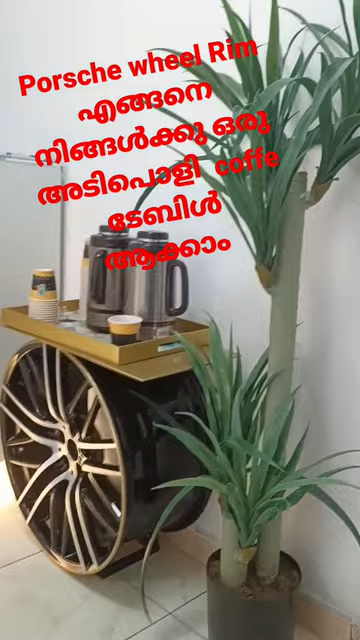 Porsche wheel Rim
എങ്ങനെ
നിങ്ങൾക്കു ഒരു
അടിപൊളി coffe
ടേബിൾ
ആക്കാം